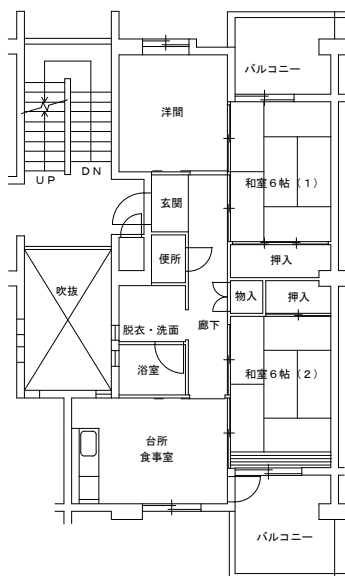 バルコニー
洋間
UP
DN
和室6帖（1）
玄関
便所
押入
吹抜
物入
押入
脱衣・洗面
廊下
浴室
和室6帖（2）
台所
食事室
バルコニー